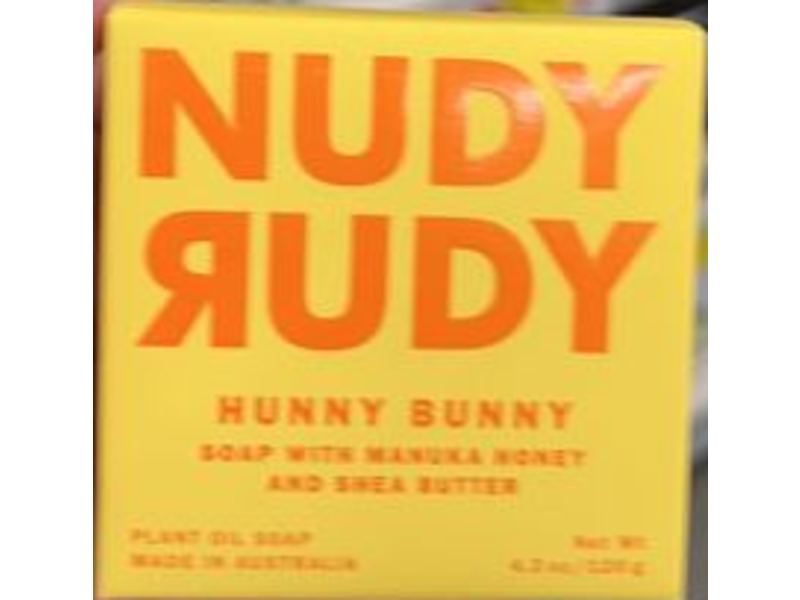 NUDY
ЯUDY
HUNNY BUNNY
SOAP WITH MANUKA HONEY
AND SHEA BUTTER
PLANT OIL SOAP
MADE IN AUSTRALIA
Net Wt
4.2 oz / 120 g